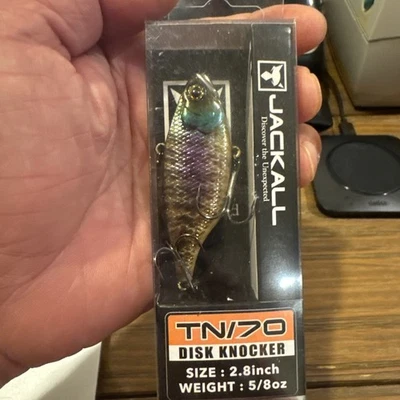 JACKALL
Discover the Unexpected
TN/70
DISK KNOCKER
SIZE : 2.8inch
WEIGHT : 5/8oz